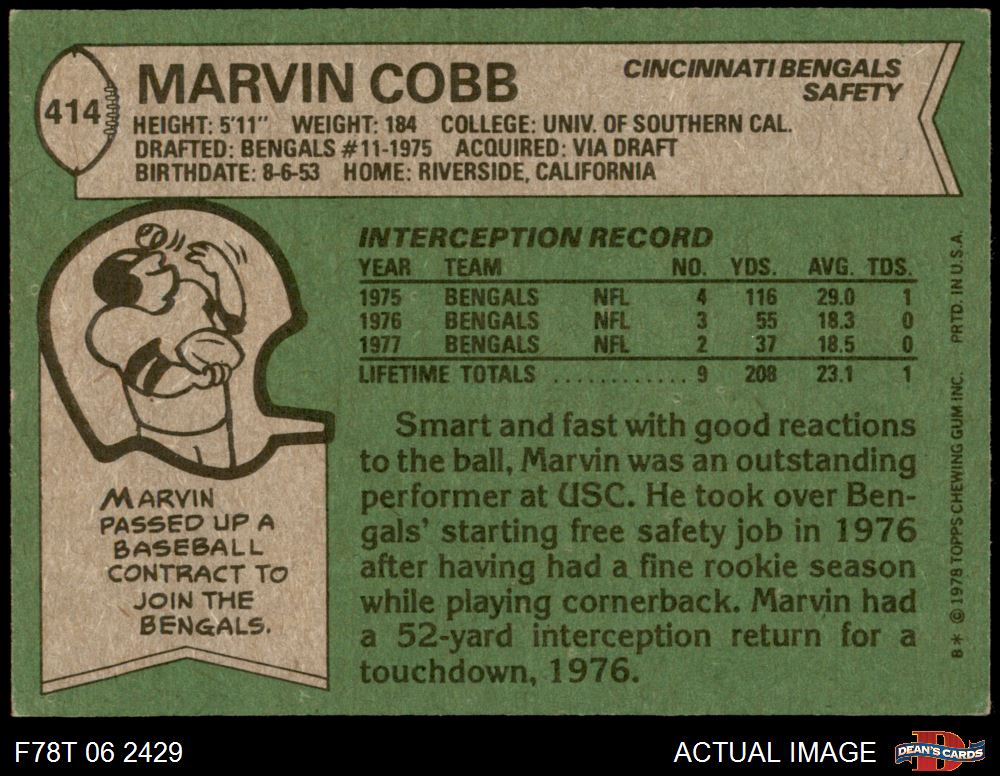 414
MARVIN COBB
CINCINNATI BENGALS
SAFETY
HEIGHT: 5'11" WEIGHT: 184 COLLEGE: UNIV. OF SOUTHERN CAL.
DRAFTED: BENGALS #11-1975 ACQUIRED: VIA DRAFT
BIRTHDATE: 8-6-53 HOME: RIVERSIDE, CALIFORNIA
MARVIN
PASSED UP A
BASEBALL
CONTRACT TO
JOIN THE
BENGALS.
INTERCEPTION RECORD
YEAR TEAM NO. YDS. AVG. TDS.
1975 BENGALS NFL 4 116 29.0 1
1976 BENGALS NFL 3 55 18.3 0
1977 BENGALS NFL 2 37 18.5 0
LIFETIME TOTALS ............ 9 208 23.1 1
Smart and fast with good reactions
to the ball, Marvin was an outstanding
performer at USC. He took over Ben-
gals' starting free safety job in 1976
after having had a fine rookie season
while playing cornerback. Marvin had
a 52-yard interception return for a
touchdown, 1976.
B* © 1978 TOPPS CHEWING GUM INC. PRTD. IN U.S.A.
F78T 06 2429
ACTUAL IMAGE
D
DEAN'S CARDS